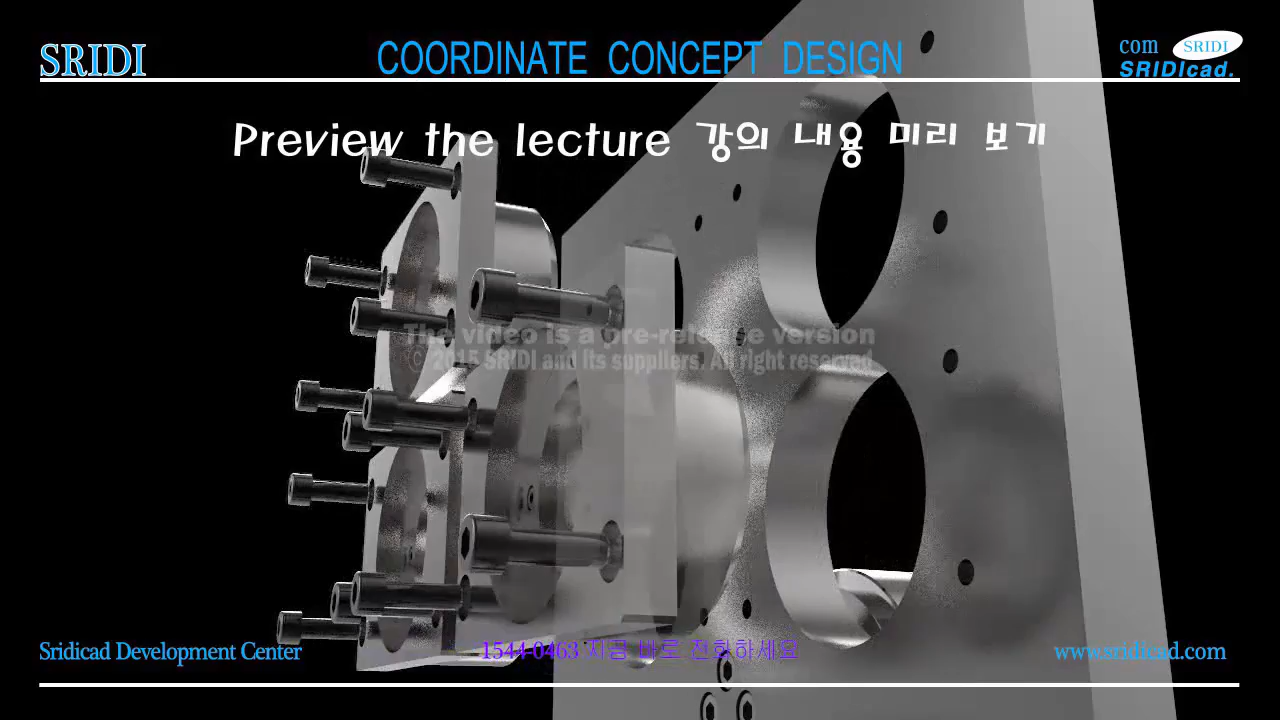 SRIDI
COORDINATE CONCEPT DESIGN
com SRIDI
SRIDIcad.
Preview the lecture 강의 내용 미리 보기
The video is a pre-release version
© 2015 SRIDI and its suppliers. All right reserved
Sridicad Development Center
1544-0463 지금 바로 전화하세요
www.sridicad.com